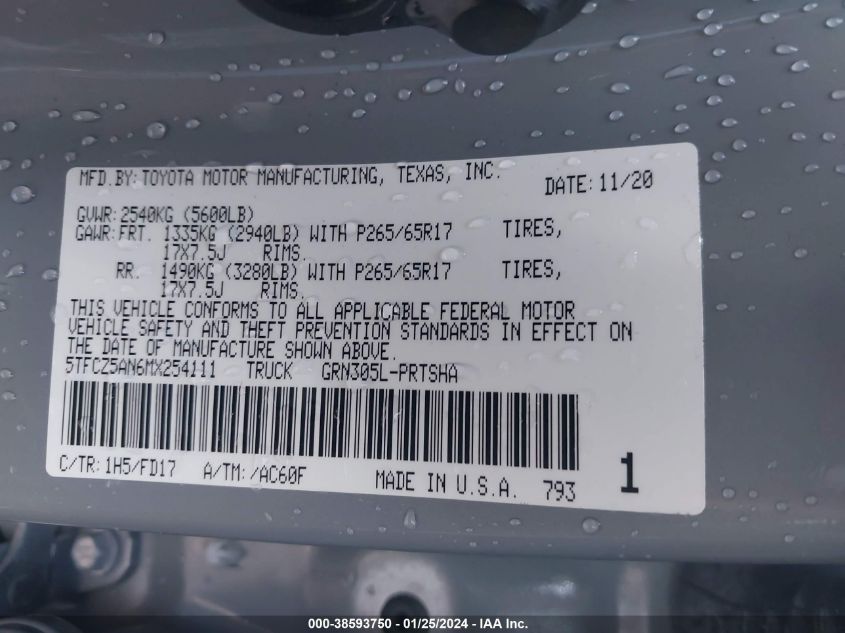 MFD.BY: TOYOTA MOTOR MANUFACTURING, TEXAS, INC. DATE: 11/20
GVWR: 2540KG (5600LB)
GAWR: FRT. 1335KG (2940LB) WITH P265/65R17 TIRES,
17X7.5J RIMS.
RR. 1490KG (3280LB) WITH P265/65R17 TIRES,
17X7.5J RIMS.
THIS VEHICLE CONFORMS TO ALL APPLICABLE FEDERAL MOTOR
VEHICLE SAFETY AND THEFT PREVENTION STANDARDS IN EFFECT ON
THE DATE OF MANUFACTURE SHOWN ABOVE.
5TFCZ5AN6MX254111 TRUCK GRN305L-PRTSHA
C/TR: 1H5/FD17 A/TM: /AC60F MADE IN U.S.A. 793 1
000-38593750 - 01/25/2024 - IAA Inc.